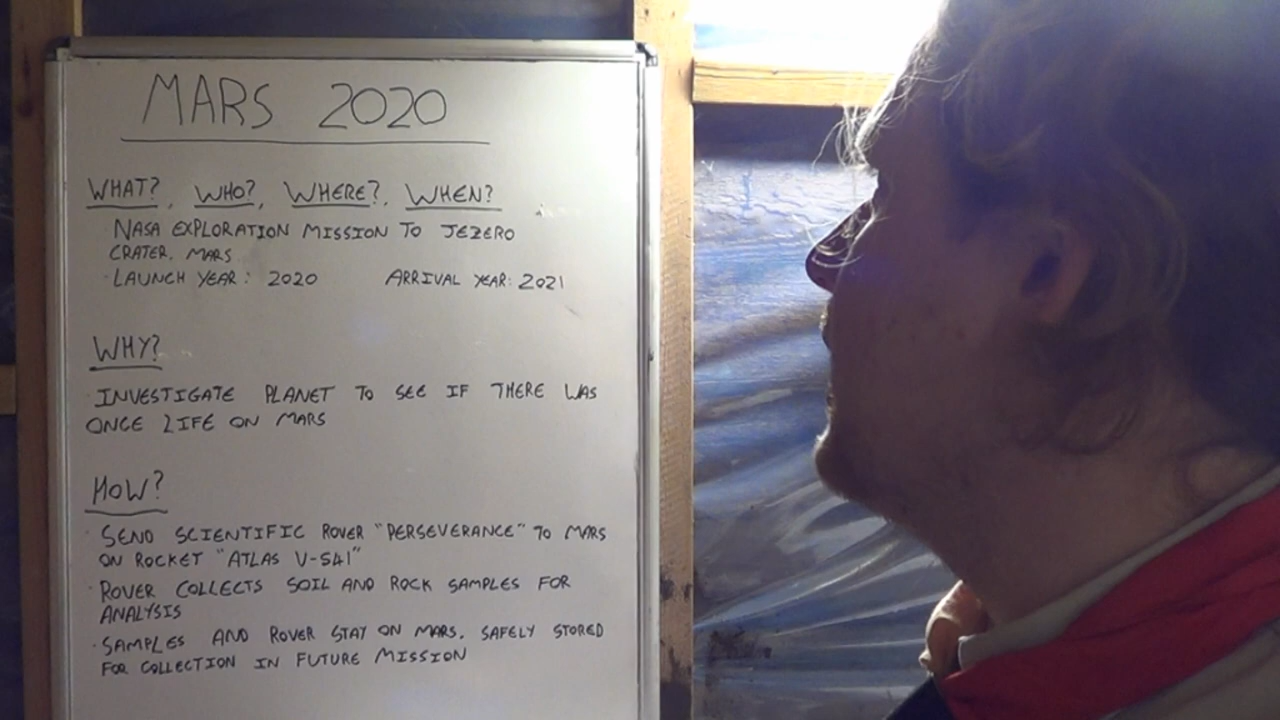 MARS 2020
WHAT?, WHO?, WHERE?, WHEN?
· NASA EXPLORATION MISSION TO JEZERO
CRATER, MARS
· LAUNCH YEAR: 2020 ARRIVAL YEAR: 2021
WHY?
· INVESTIGATE PLANET TO SEE IF THERE WAS
ONCE LIFE ON MARS
HOW?
· SEND SCIENTIFIC ROVER "PERSEVERANCE" TO MARS
ON ROCKET "ATLAS V-541"
· ROVER COLLECTS SOIL AND ROCK SAMPLES FOR
ANALYSIS
· SAMPLES AND ROVER STAY ON MARS, SAFELY STORED
FOR COLLECTION IN FUTURE MISSION